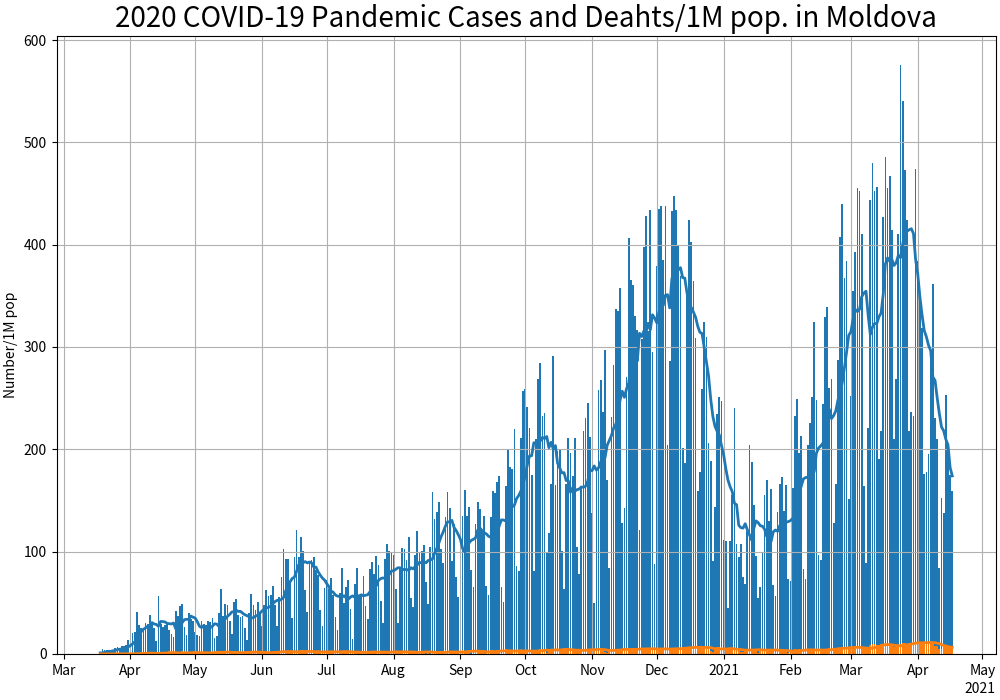 2020 COVID-19 Pandemic Cases and Deahts/1M pop. in Moldova
600
500
400
300
200
100
0
Number/1M pop
Mar Apr May Jun Jul Aug Sep Oct Nov Dec 2021 Feb Mar Apr May
2021